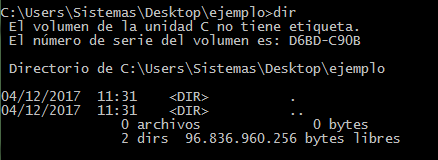 C:\Users\Sistemas\Desktop\ejemplo>dir
El volumen de la unidad C no tiene etiqueta.
El número de serie del volumen es: D6BD-C90B
Directorio de C:\Users\Sistemas\Desktop\ejemplo
04/12/2017  11:31    <DIR>          .
04/12/2017  11:31    <DIR>          ..
0 archivos              0 bytes
2 dirs  96.836.960.256 bytes libres